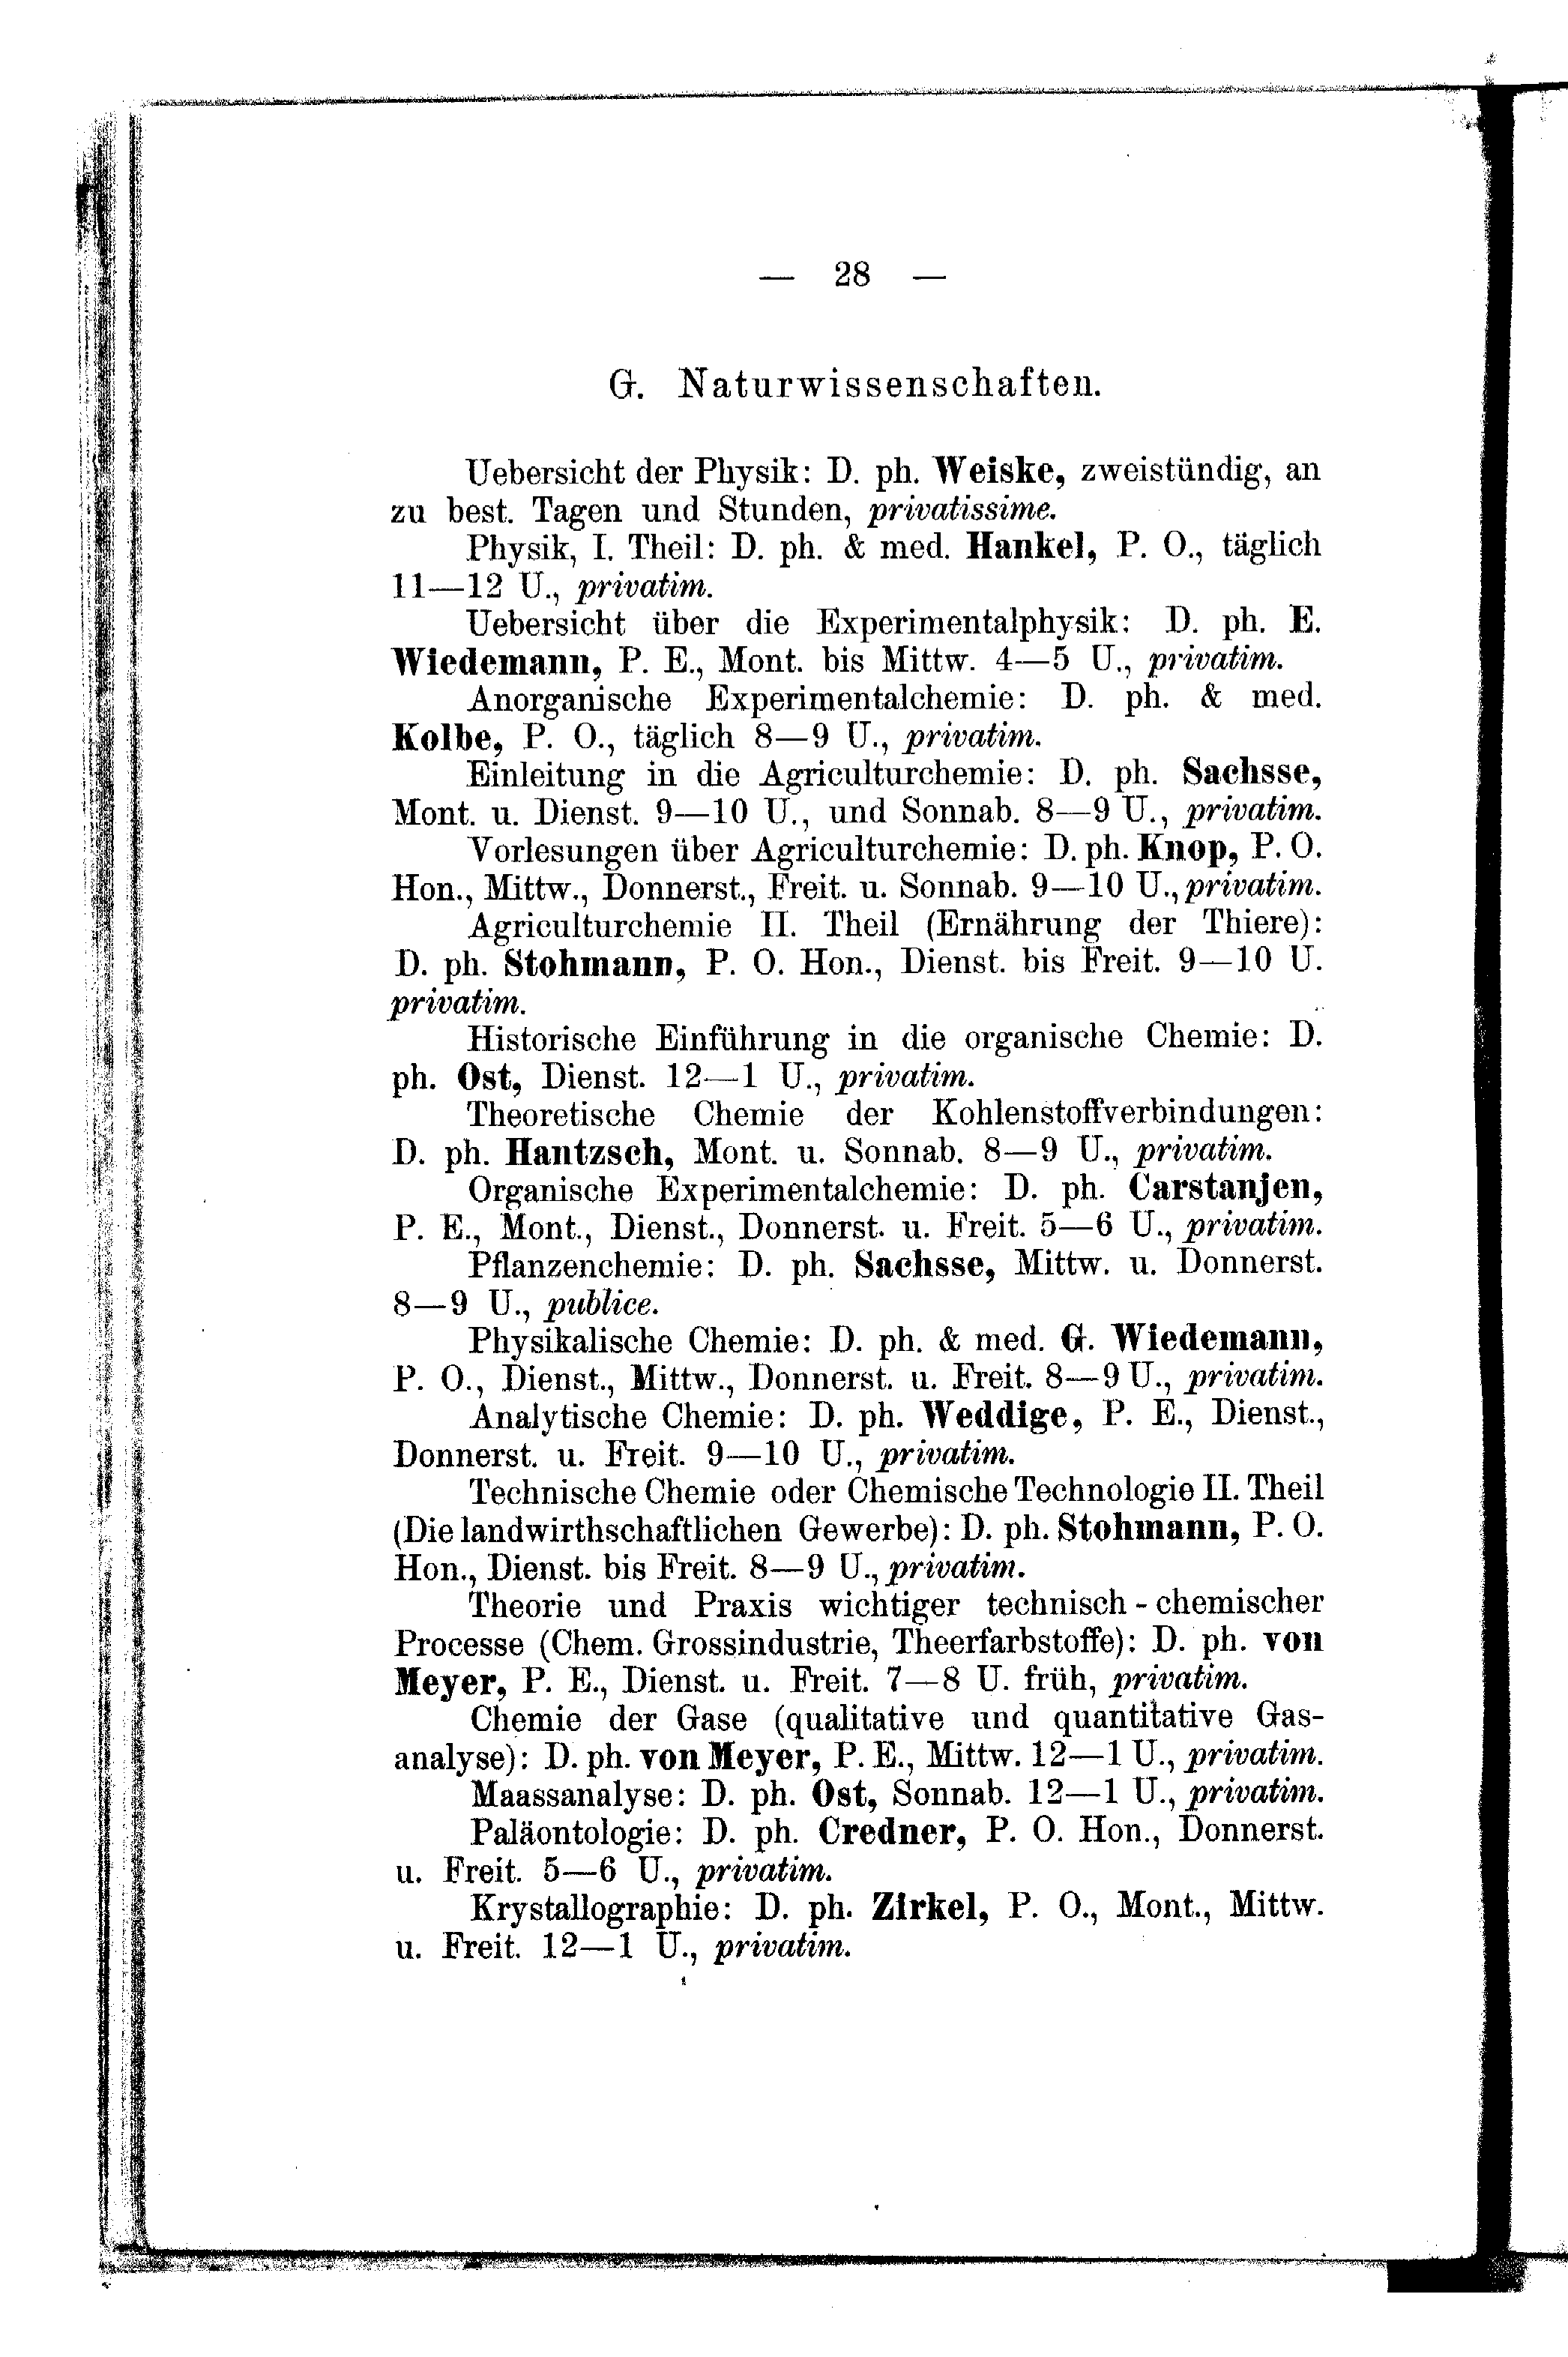 — 28 —
G. Naturwissenschaften.
Uebersicht der Physik: D. ph. Weiske, zweistündig, an
zu best. Tagen und Stunden, privatissime.
Physik, I. Theil: D. ph. & med. Hankel, P. O., täglich
11—12 U., privatim.
Uebersicht über die Experimentalphysik: D. ph. E.
Wiedemann, P. E., Mont. bis Mittw. 4—5 U., privatim.
Anorganische Experimentalchemie: D. ph. & med.
Kolbe, P. O., täglich 8—9 U., privatim.
Einleitung in die Agriculturchemie: D. ph. Sachsse,
Mont. u. Dienst. 9—10 U., und Sonnab. 8—9 U., privatim.
Vorlesungen über Agriculturchemie: D. ph. Knop, P. O.
Hon., Mittw., Donnerst., Freit. u. Sonnab. 9—10 U., privatim.
Agriculturchemie II. Theil (Ernährung der Thiere):
D. ph. Stohmann, P. O. Hon., Dienst. bis Freit. 9—10 U.
privatim.
Historische Einführung in die organische Chemie: D.
ph. Ost, Dienst. 12—1 U., privatim.
Theoretische Chemie der Kohlenstoffverbindungen:
D. ph. Hantzsch, Mont. u. Sonnab. 8—9 U., privatim.
Organische Experimentalchemie: D. ph. Carstanjen,
P. E., Mont., Dienst., Donnerst. u. Freit. 5—6 U., privatim.
Pflanzenchemie: D. ph. Sachsse, Mittw. u. Donnerst.
8—9 U., publice.
Physikalische Chemie: D. ph. & med. G. Wiedemann,
P. O., Dienst., Mittw., Donnerst. u. Freit. 8—9 U., privatim.
Analytische Chemie: D. ph. Weddige, P. E., Dienst.,
Donnerst. u. Freit. 9—10 U., privatim.
Technische Chemie oder Chemische Technologie II. Theil
(Die landwirthschaftlichen Gewerbe): D. ph. Stohmann, P. O.
Hon., Dienst. bis Freit. 8—9 U., privatim.
Theorie und Praxis wichtiger technisch-chemischer
Processe (Chem. Grossindustrie, Theerfarbstoffe): D. ph. von
Meyer, P. E., Dienst. u. Freit. 7—8 U. früh, privatim.
Chemie der Gase (qualitative und quantitative Gas-
analyse): D. ph. von Meyer, P. E., Mittw. 12—1 U., privatim.
Maassanalyse: D. ph. Ost, Sonnab. 12—1 U., privatim.
Paläontologie: D. ph. Credner, P. O. Hon., Donnerst.
u. Freit. 5—6 U., privatim.
Krystallographie: D. ph. Zirkel, P. O., Mont., Mittw.
u. Freit. 12—1 U., privatim.